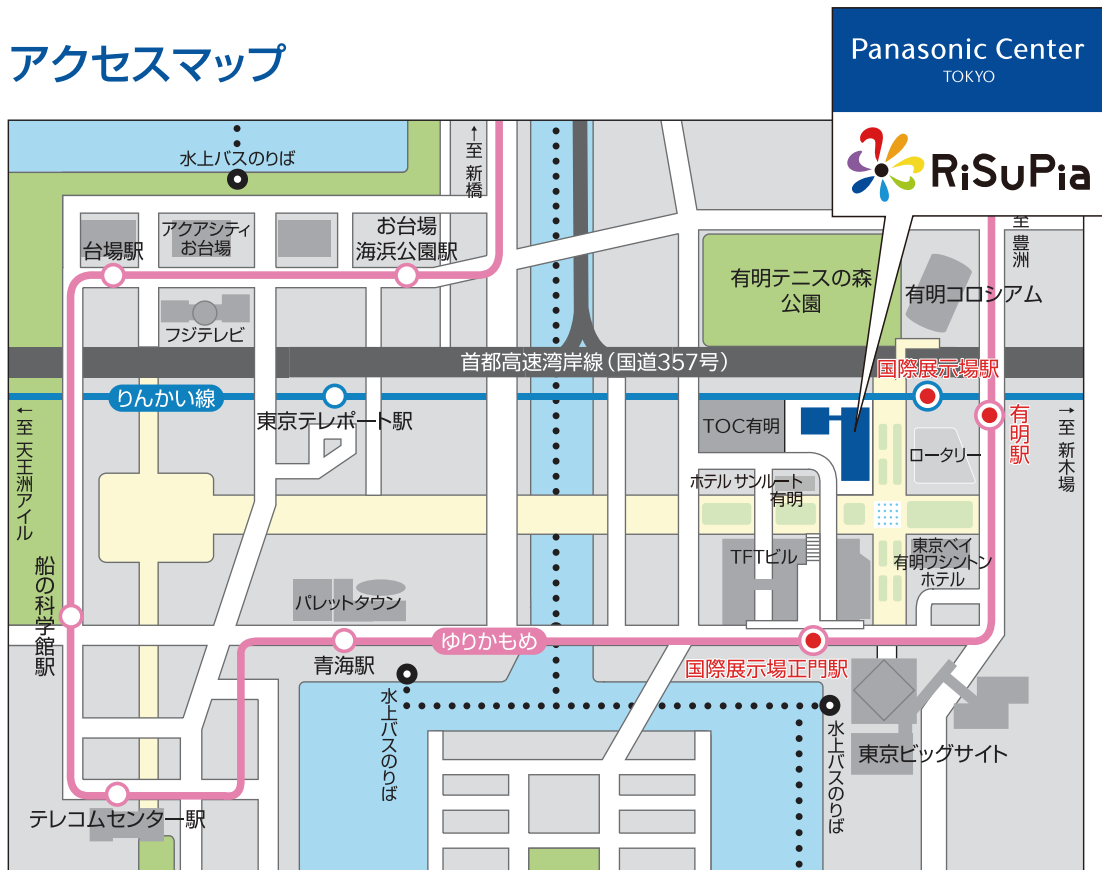 アクセスマップ
Panasonic Center
TOKYO
RiSuPia
水上バスのりば
←至 新橋
至 豊洲
台場駅
アクアシティ
お台場
お台場
海浜公園駅
フジテレビ
有明テニスの森
公園
有明コロシアム
首都高速湾岸線(国道357号)
国際展示場駅
りんかい線
東京テレポート駅
TOC有明
有明駅
ロータリー
←至 天王洲アイル
→至 新木場
ホテル サンルート
有明
TFTビル
東京ベイ
有明ワシントン
ホテル
船の科学館駅
パレットタウン
ゆりかもめ
青海駅
国際展示場正門駅
水上バスのりば
水上バスのりば
東京ビッグサイト
テレコムセンター駅